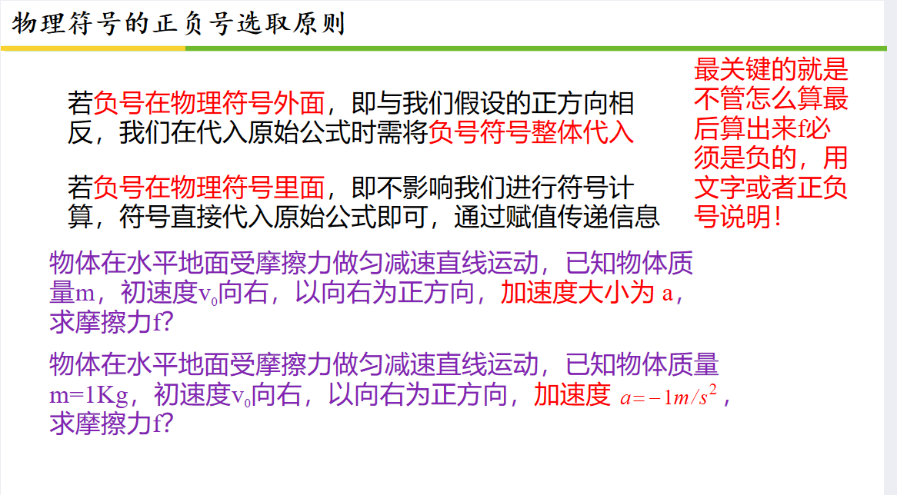 物理符号的正负号选取原则
若负号在物理符号外面，即与我们假设的正方向相
反，我们在代入原始公式时需将负号符号整体代入
若负号在物理符号里面，即不影响我们进行符号计
算，符号直接代入原始公式即可，通过赋值传递信息
最关键的就是
不管怎么算最
后算出来f必
须是负的，用
文字或者正负
号说明！
物体在水平地面受摩擦力做匀减速直线运动，已知物体质
量m，初速度v₀向右，以向右为正方向，加速度大小为 a，
求摩擦力f？
物体在水平地面受摩擦力做匀减速直线运动，已知物体质量
m=1Kg，初速度v₀向右，以向右为正方向，加速度 a=−1m/s²，
求摩擦力f？